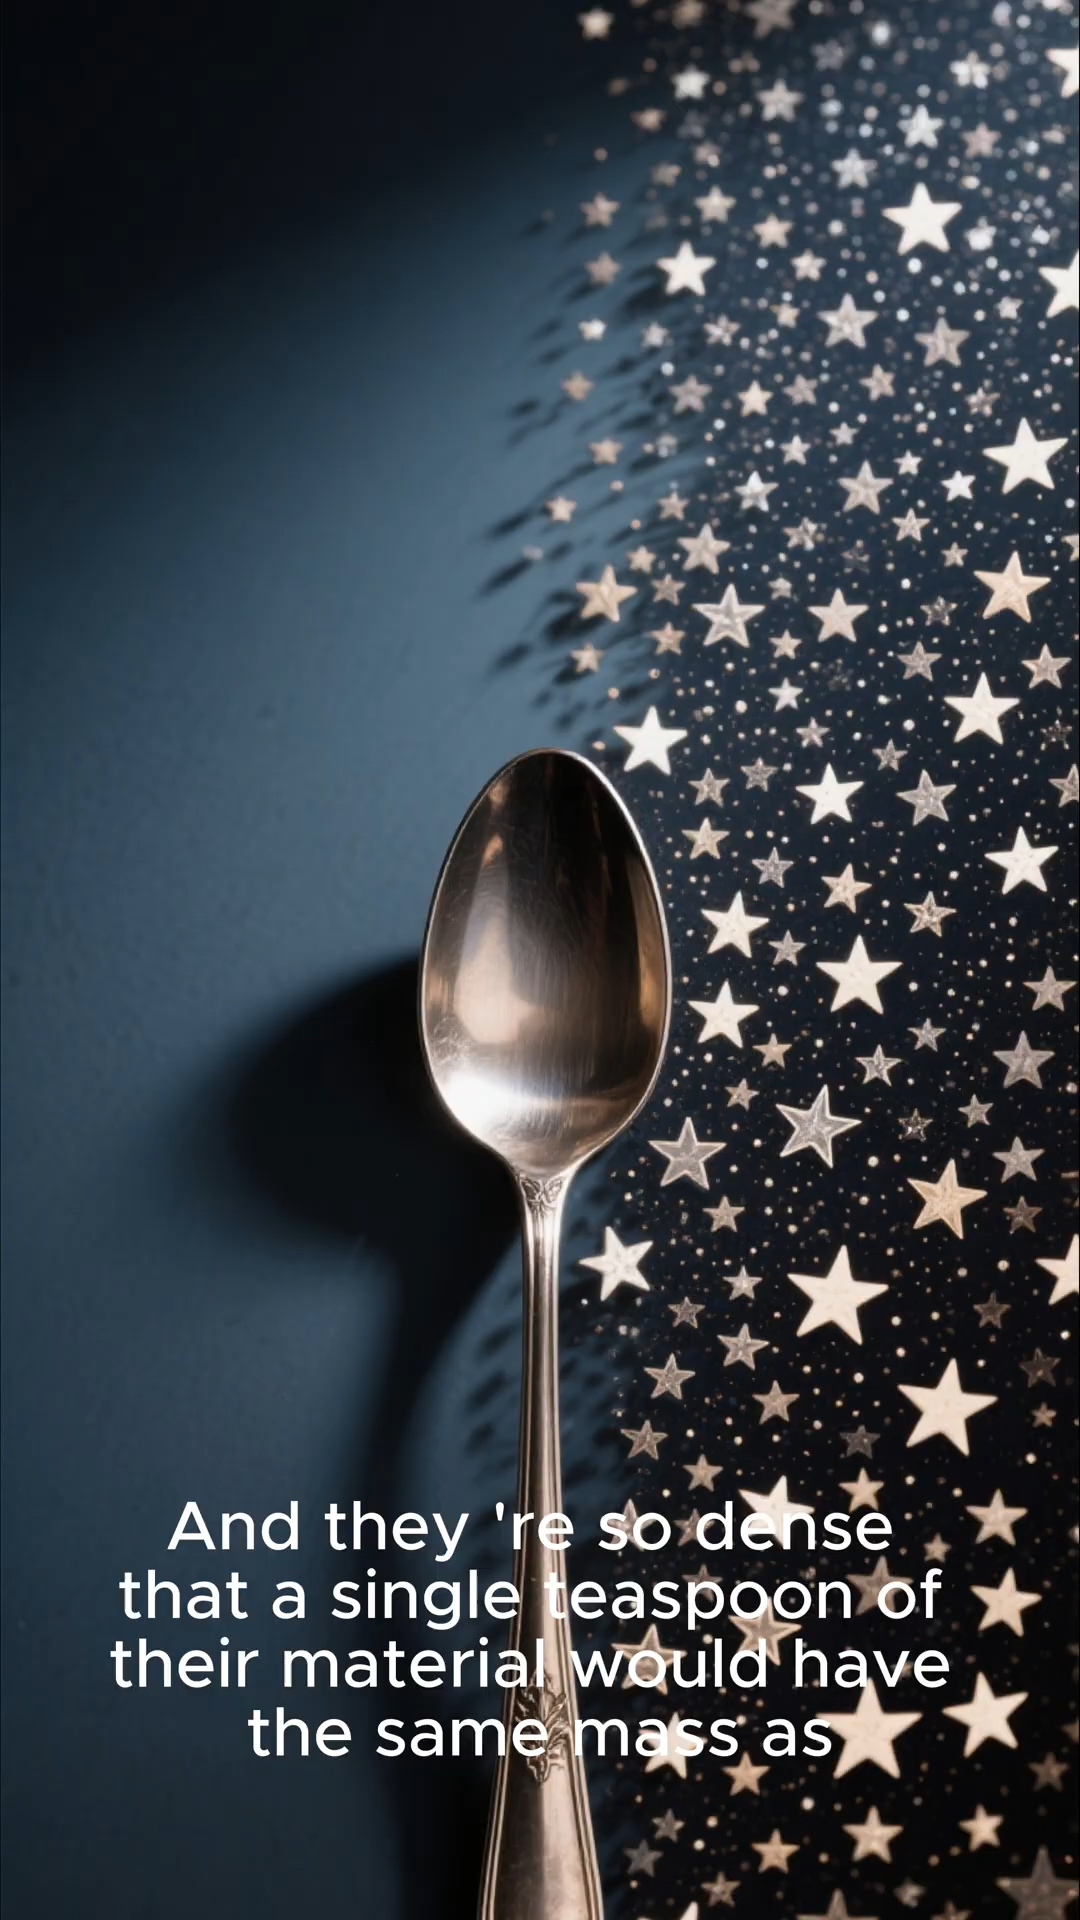 And they 're so dense
that a single teaspoon of
their material would have
the same mass as